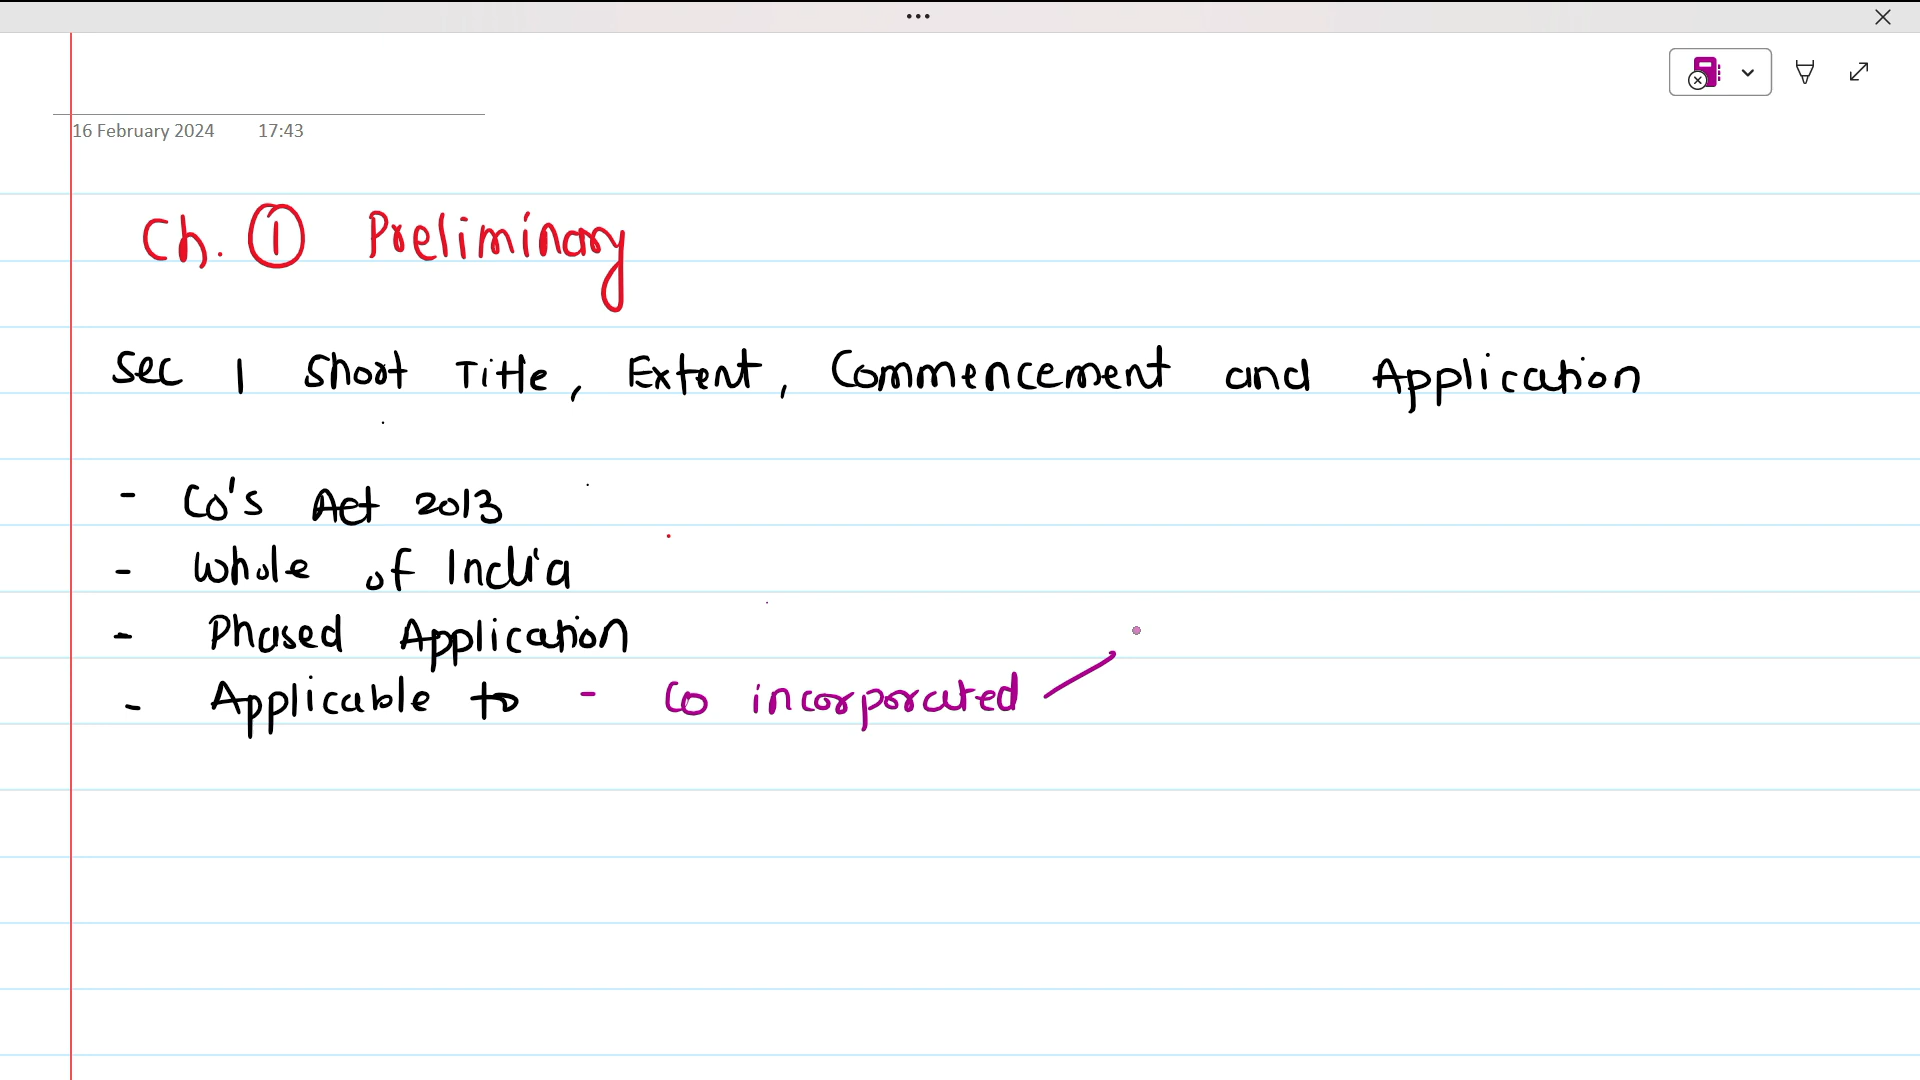 16 February 2024 17:43
Ch. ① Preliminary
Sec 1 Short Title, Extent, Commencement and Application
- Co's Act 2013
- Whole of India
- Phased Application
- Applicable to - Co incorporated